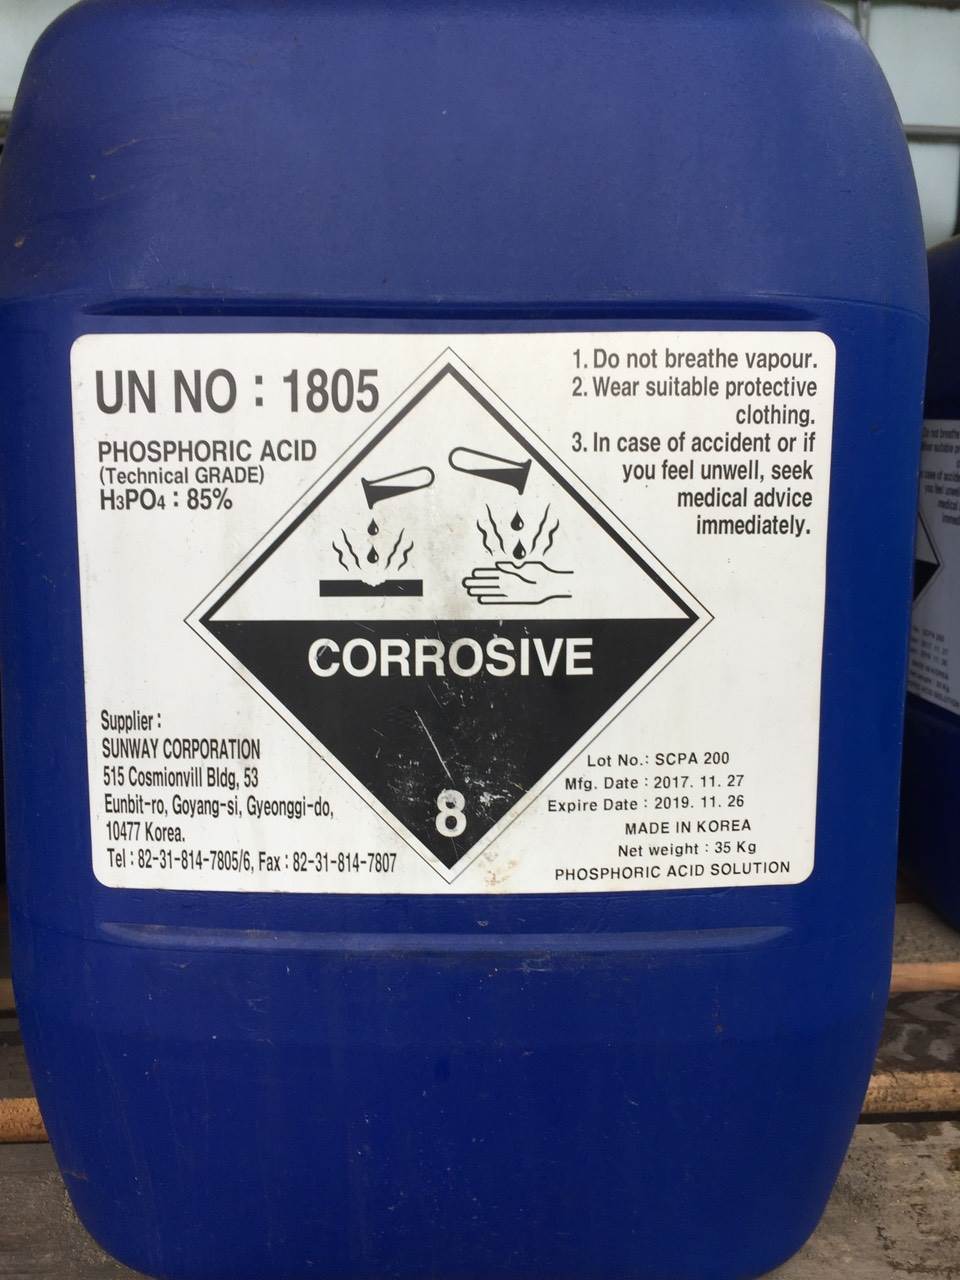 UN NO : 1805
PHOSPHORIC ACID
(Technical GRADE)
H3PO4 : 85%
1. Do not breathe vapour.
2. Wear suitable protective
clothing.
3. In case of accident or if
you feel unwell, seek
medical advice
immediately.
CORROSIVE
8
Supplier :
SUNWAY CORPORATION
515 Cosmionvill Bldg, 53
Eunbit-ro, Goyang-si, Gyeonggi-do,
10477 Korea.
Tel : 82-31-814-7805/6, Fax : 82-31-814-7807
Lot No.: SCPA 200
Mfg. Date : 2017. 11. 27
Expire Date : 2019. 11. 26
MADE IN KOREA
Net weight : 35 Kg
PHOSPHORIC ACID SOLUTION